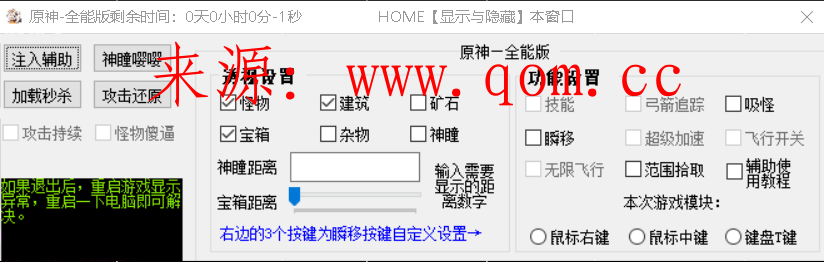 原神-全能版剩余时间：0天0小时0分-1秒 HOME【显示与隐藏】本窗口
原神一全能版
注入辅助 神瞳嘤嘤
来源：www.qom.cc
透视设置 功能设置
加载秒杀 攻击还原
怪物 建筑 矿石 技能 弓箭追踪 吸怪
攻击持续 怪物傻逼
宝箱 杂物 神瞳 瞬移 超级加速 飞行开关
神瞳距离 输入需要显示的距离数字 无限飞行 范围拾取 辅助使用教程
如果退出后，重启游戏显示
异常，重启一下电脑即可解
决。
宝箱距离 本次游戏模块：
右边的3个按键为瞬移按键自定义设置→ 鼠标右键 鼠标中键 键盘T键